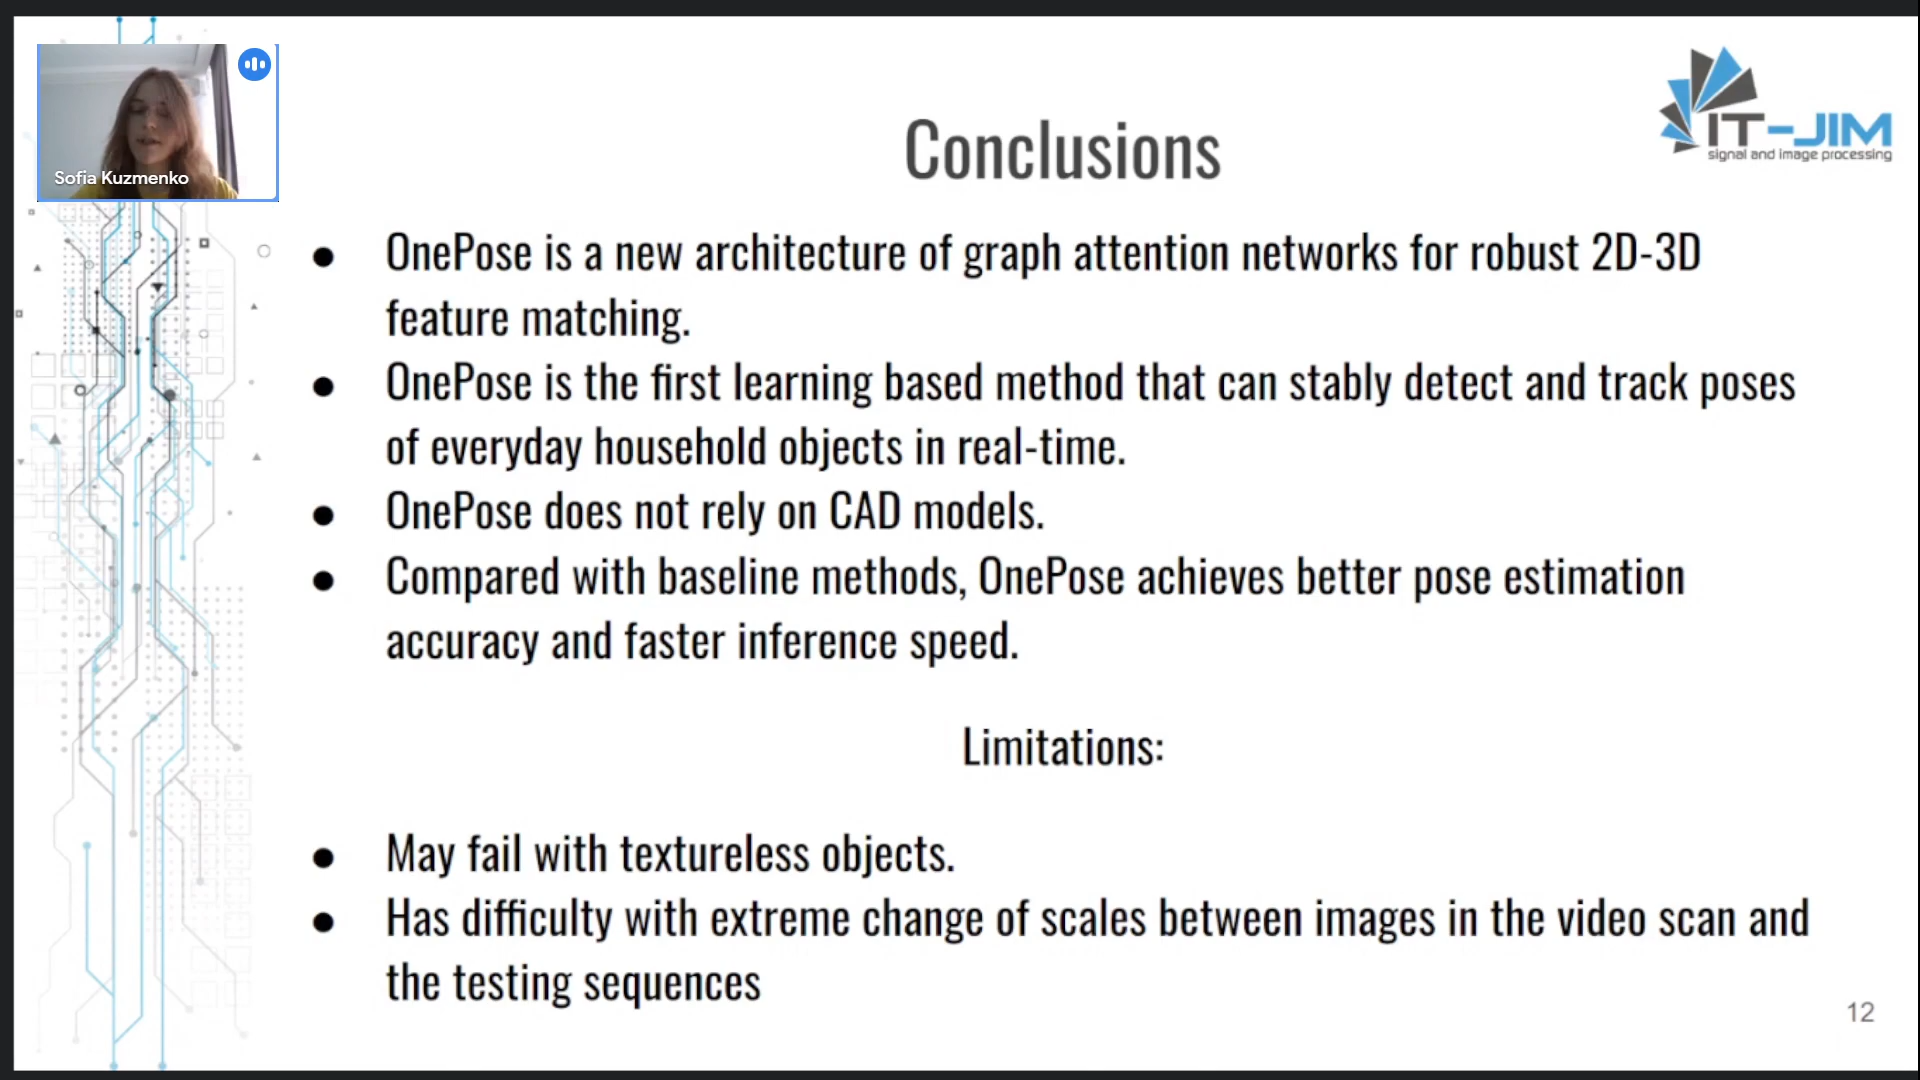 Sofia Kuzmenko
IT-JIM
signal and image processing
Conclusions
● OnePose is a new architecture of graph attention networks for robust 2D-3D
feature matching.
● OnePose is the first learning based method that can stably detect and track poses
of everyday household objects in real-time.
● OnePose does not rely on CAD models.
● Compared with baseline methods, OnePose achieves better pose estimation
accuracy and faster inference speed.
Limitations:
● May fail with textureless objects.
● Has difficulty with extreme change of scales between images in the video scan and
the testing sequences
12